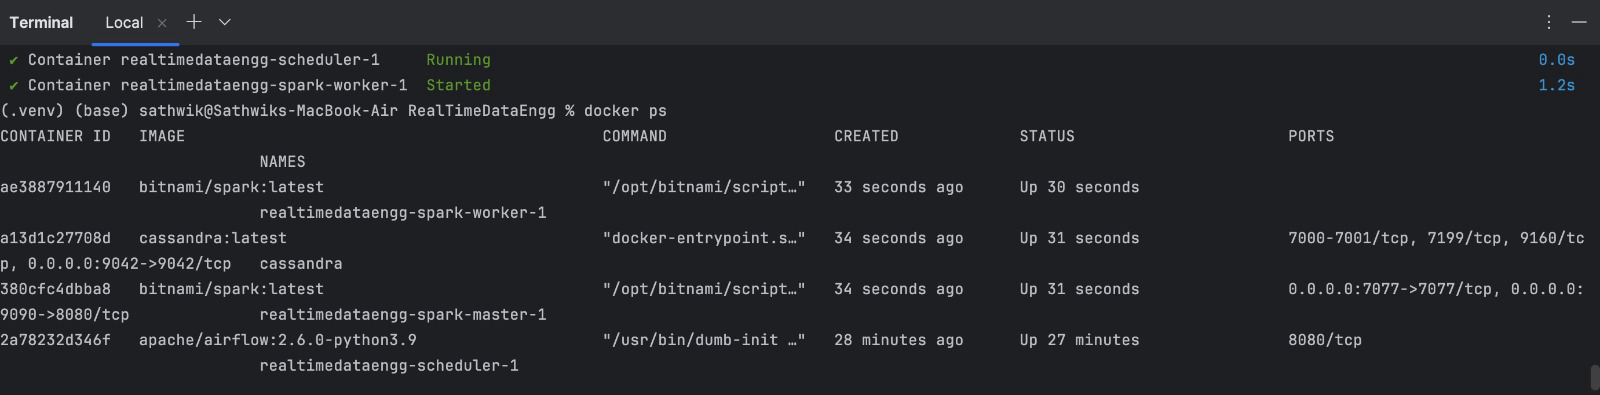 Terminal Local
✔ Container realtimedataengg-scheduler-1 Running 0.0s
✔ Container realtimedataengg-spark-worker-1 Started 1.2s
(.venv) (base) sathwik@Sathwiks-MacBook-Air RealTimeDataEngg % docker ps
CONTAINER ID IMAGE COMMAND CREATED STATUS PORTS
NAMES
ae3887911140 bitnami/spark:latest "/opt/bitnami/script…" 33 seconds ago Up 30 seconds
realtimedataengg-spark-worker-1
a13d1c27708d cassandra:latest "docker-entrypoint.s…" 34 seconds ago Up 31 seconds 7000-7001/tcp, 7199/tcp, 9160/tc
p, 0.0.0.0:9042->9042/tcp cassandra
380cfc4dbba8 bitnami/spark:latest "/opt/bitnami/script…" 34 seconds ago Up 31 seconds 0.0.0.0:7077->7077/tcp, 0.0.0.0:
9090->8080/tcp realtimedataengg-spark-master-1
2a78232d346f apache/airflow:2.6.0-python3.9 "/usr/bin/dumb-init …" 28 minutes ago Up 27 minutes 8080/tcp
realtimedataengg-scheduler-1